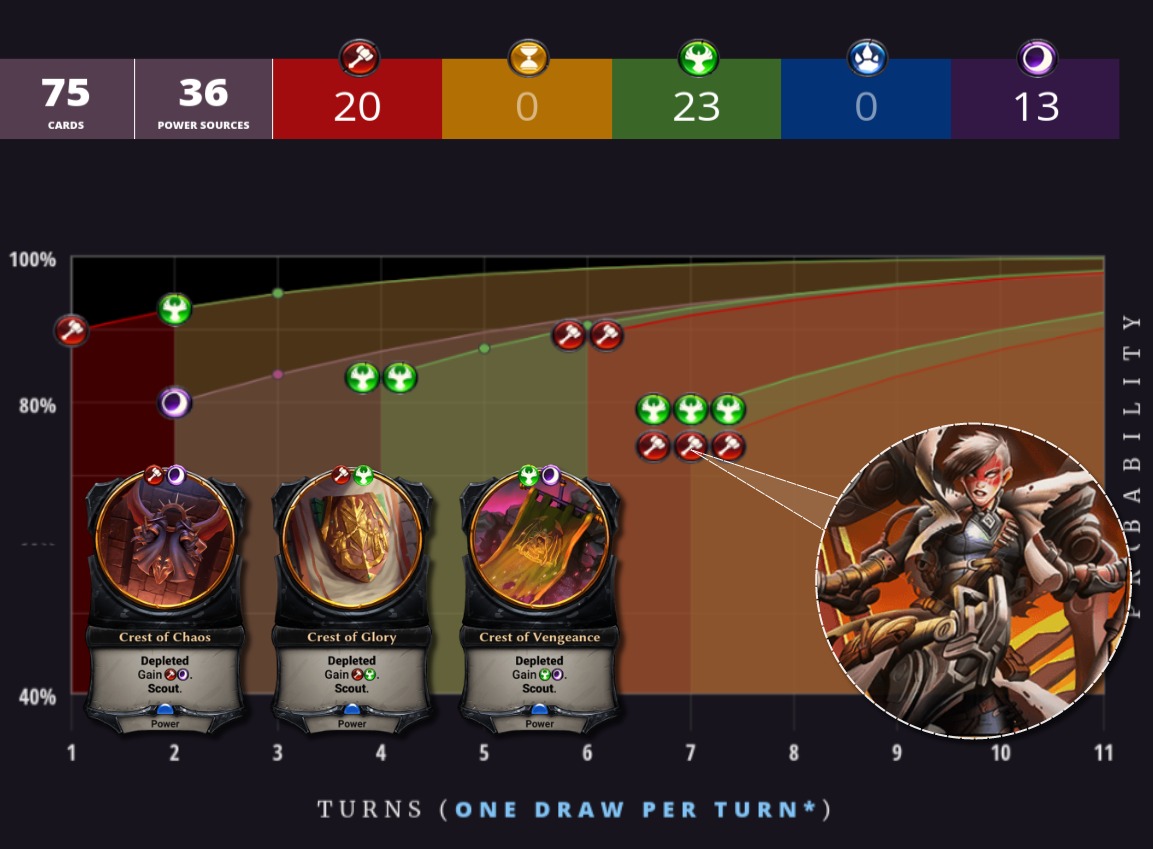 75
36
20
0
23
0
13
CARDS
POWER SOURCES
100%
80%
40%
Crest of Chaos
Depleted
Gain .
Scout.
Power
Crest of Glory
Depleted
Gain .
Scout.
Power
Crest of Vengeance
Depleted
Gain .
Scout.
Power
1 2 3 4 5 6 7 8 9 10 11
TURNS (ONE DRAW PER TURN*)